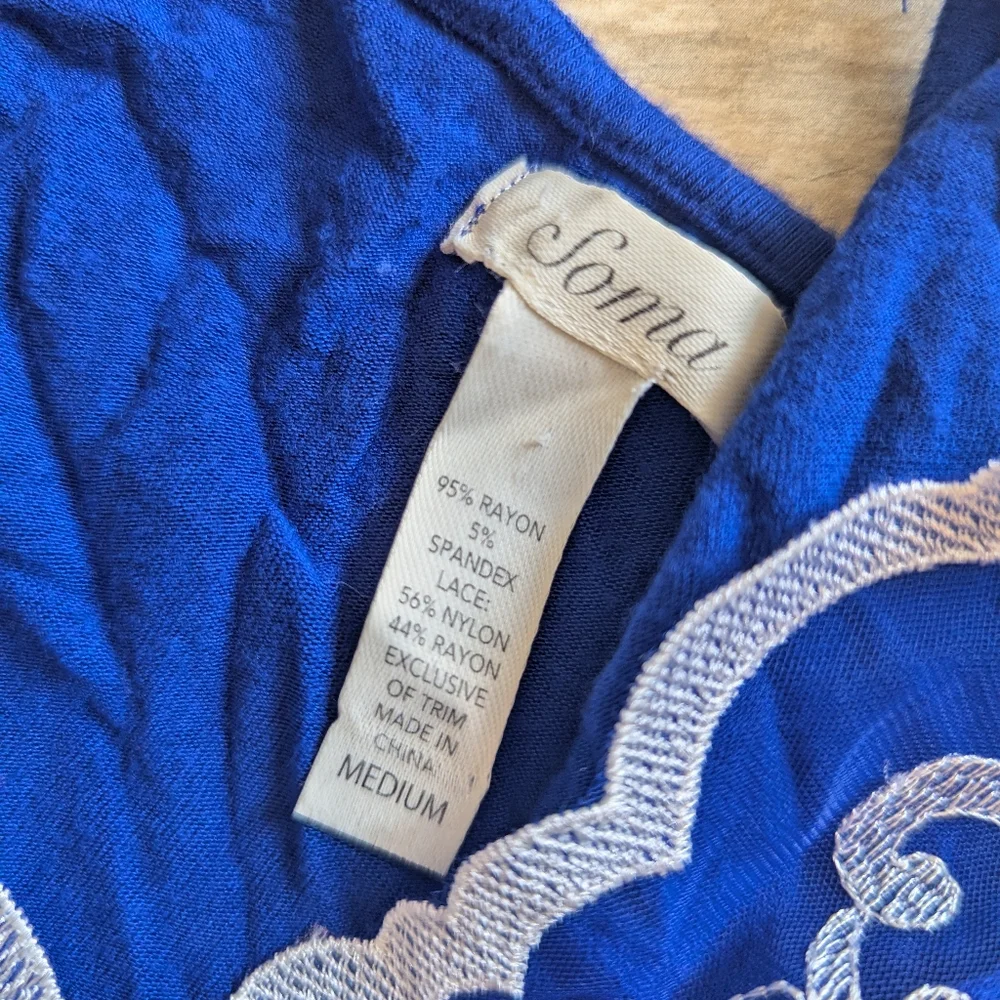 Soma
95% RAYON
5%
SPANDEX
LACE:
56% NYLON
44% RAYON
EXCLUSIVE
OF TRIM
MADE IN
CHINA
MEDIUM